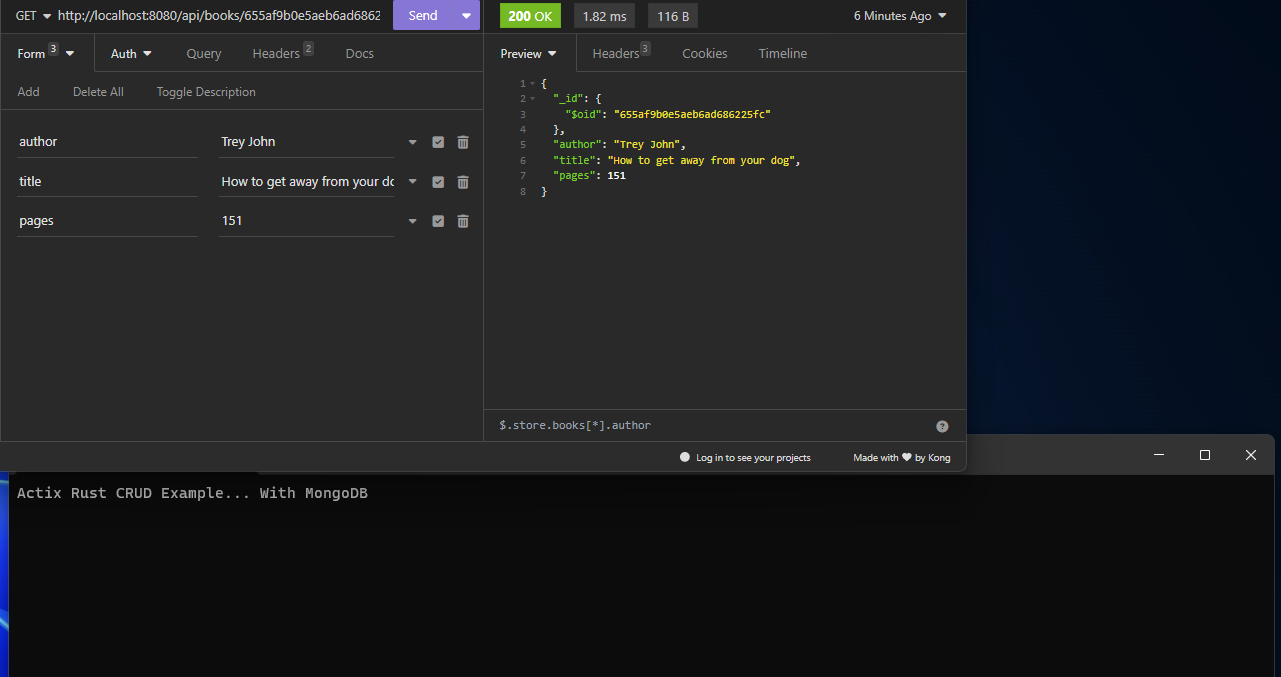 GET http://localhost:8080/api/books/655af9b0e5aeb6ad6862 Send 200 OK 1.82 ms 116 B 6 Minutes Ago
Form 3 Auth Query Headers 2 Docs Preview Headers 3 Cookies Timeline
Add Delete All Toggle Description
author Trey John
title How to get away from your do
pages 151
1 {
2 "_id": {
3 "$oid": "655af9b0e5aeb6ad686225fc"
4 },
5 "author": "Trey John",
6 "title": "How to get away from your dog",
7 "pages": 151
8 }
$.store.books[*].author ?
Log in to see your projects Made with ❤ by Kong
Actix Rust CRUD Example... With MongoDB